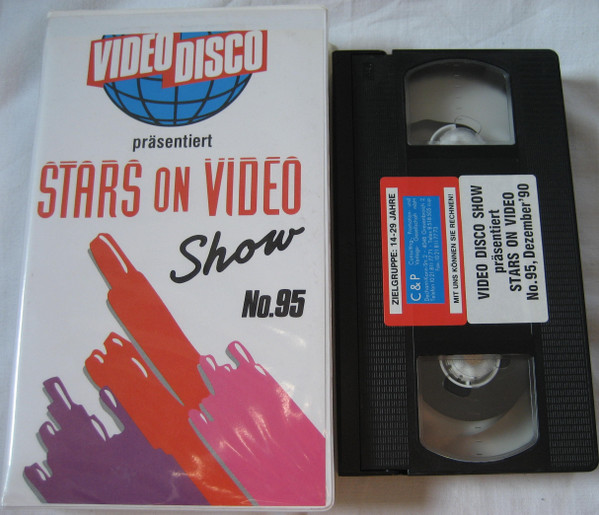 VIDEO DISCO
präsentiert
STARS ON VIDEO
Show
No.95
ZIELGRUPPE: 14-29 JAHRE
C & P
MIT UNS KÖNNEN SIE RECHNEN!
VIDEO DISCO SHOW
präsentiert
STARS ON VIDEO
No.95, Dezember'90